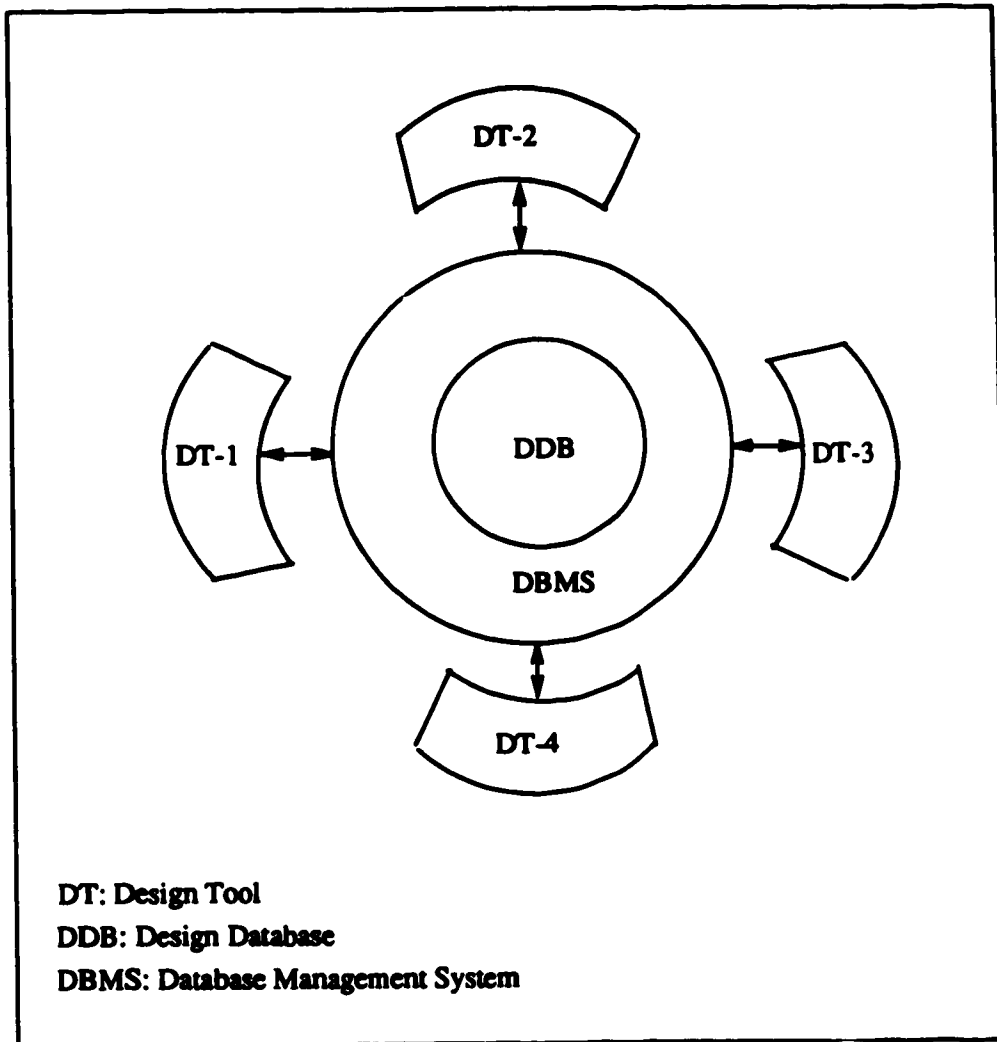 DT-2
DT-1
DDB
DT-3
DBMS
DT-4
DT: Design Tool
DDB: Design Database
DBMS: Database Management System